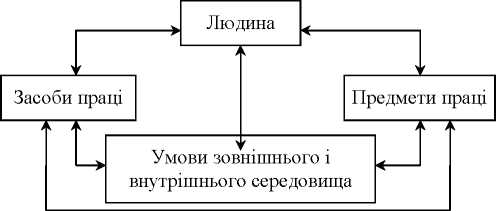 Людина
Засоби праці
Предмети праці
Умови зовнішнього і
внутрішнього середовища